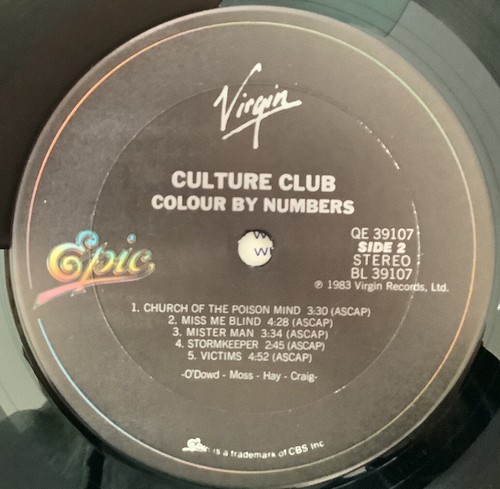 Virgin
CULTURE CLUB
COLOUR BY NUMBERS
QE 39107
SIDE 2
STEREO
BL 39107
℗ 1983 Virgin Records, Ltd.
Epic
1. CHURCH OF THE POISON MIND 3:30 (ASCAP)
2. MISS ME BLIND 4:28 (ASCAP)
3. MISTER MAN 3:34 (ASCAP)
4. STORMKEEPER 2:45 (ASCAP)
5. VICTIMS 4:52 (ASCAP)
-O'Dowd - Moss - Hay - Craig-
Epic is a trademark of CBS Inc